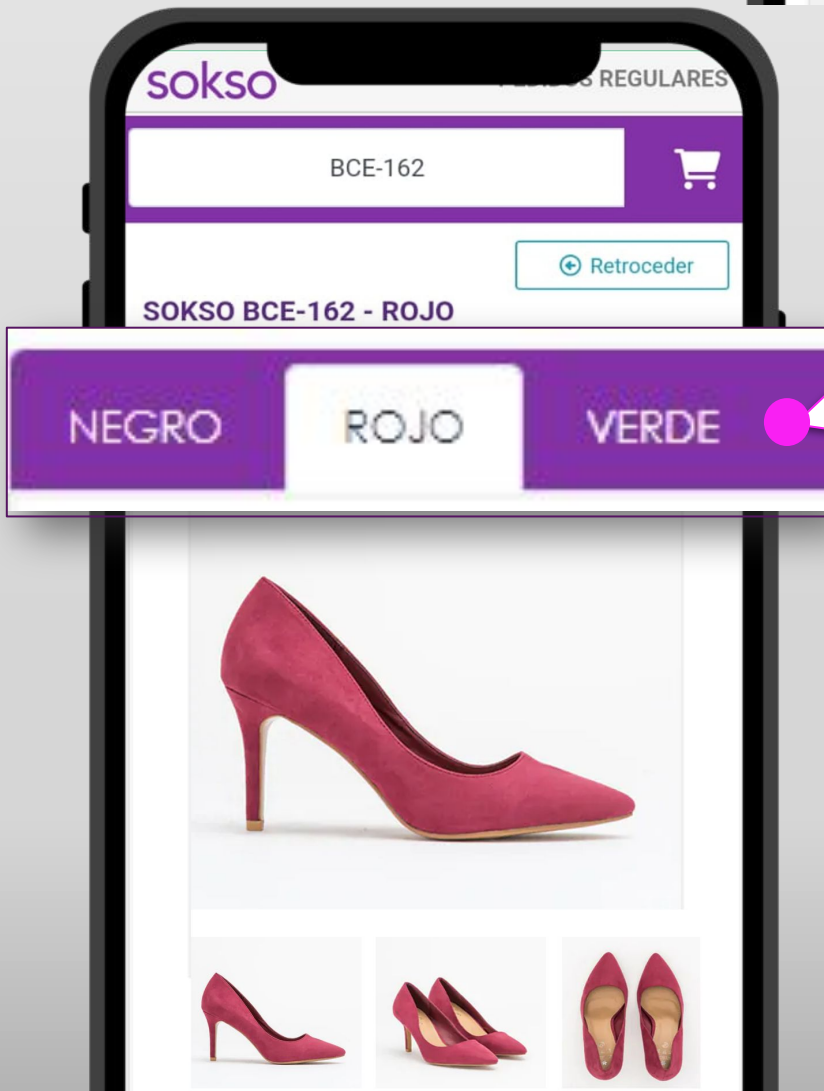 sokso
REGULARES
BCE-162
Retroceder
SOKSO BCE-162 - ROJO
NEGRO ROJO VERDE